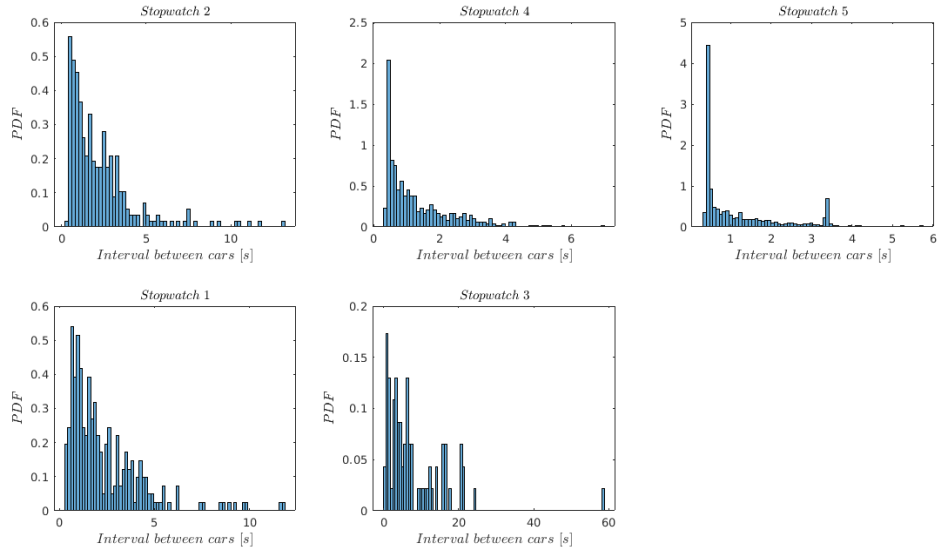 Stopwatch 2
0.6
0.5
0.4
0.3
0.2
0.1
0
PDF
0 5 10
Interval between cars [s]
Stopwatch 4
2.5
2
1.5
1
0.5
0
PDF
0 2 4 6
Interval between cars [s]
Stopwatch 5
5
4
3
2
1
0
PDF
1 2 3 4 5 6
Interval between cars [s]
Stopwatch 1
0.6
0.5
0.4
0.3
0.2
0.1
0
PDF
0 5 10
Interval between cars [s]
Stopwatch 3
0.2
0.15
0.1
0.05
0
PDF
0 20 40 60
Interval between cars [s]